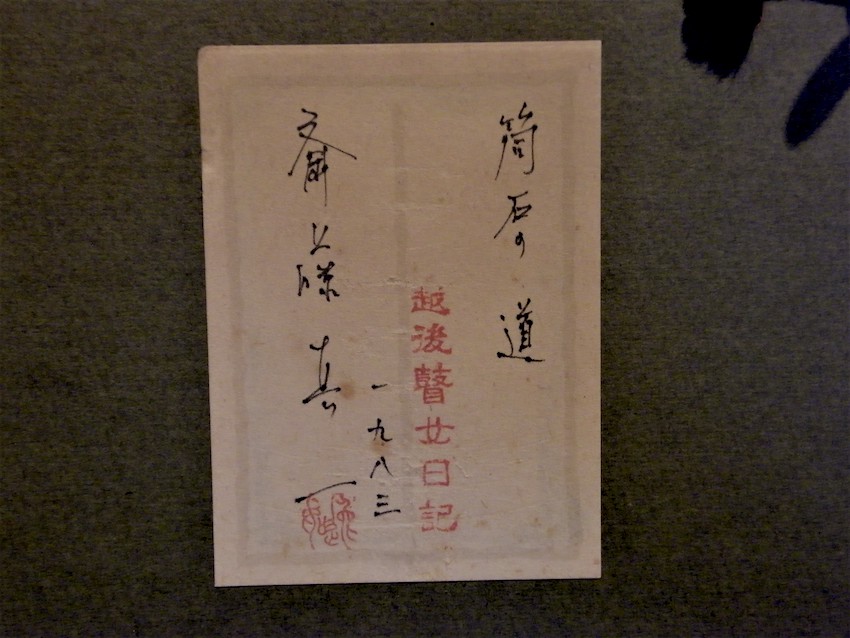 筒石の道
越後瞽女日記
一九八三
斎藤真一